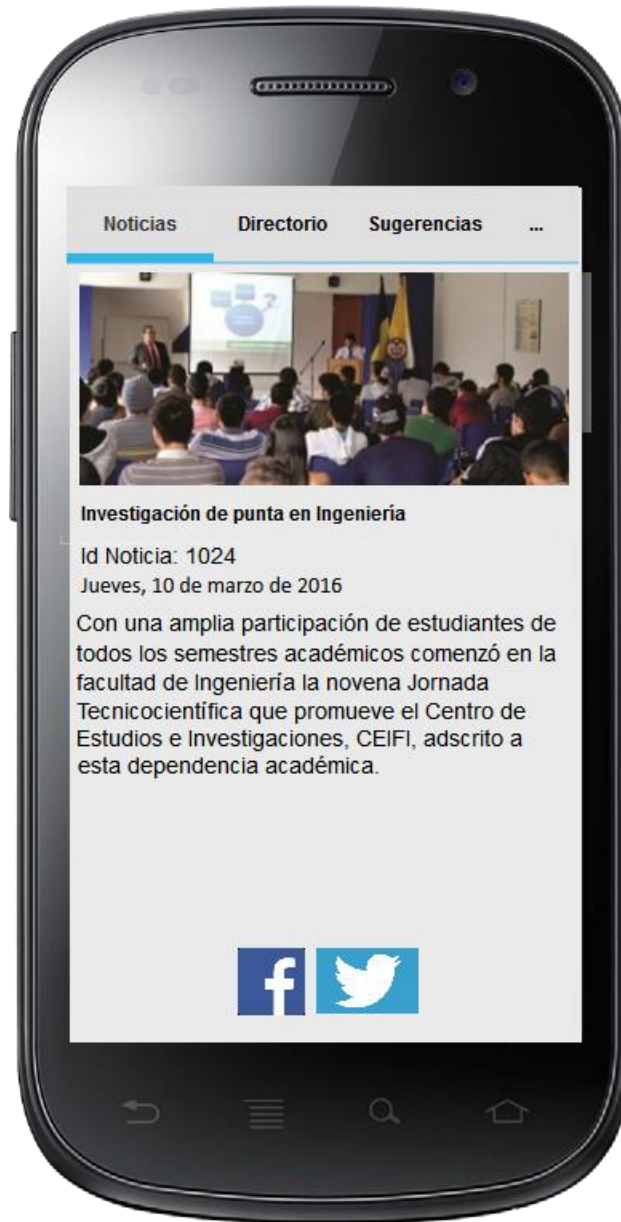 Noticias Directorio Sugerencias ...
Investigación de punta en Ingeniería
Id Noticia: 1024
Jueves, 10 de marzo de 2016
Con una amplia participación de estudiantes de
todos los semestres académicos comenzó en la
facultad de Ingeniería la novena Jornada
Tecnicocientífica que promueve el Centro de
Estudios e Investigaciones, CEIFI, adscrito a
esta dependencia académica.